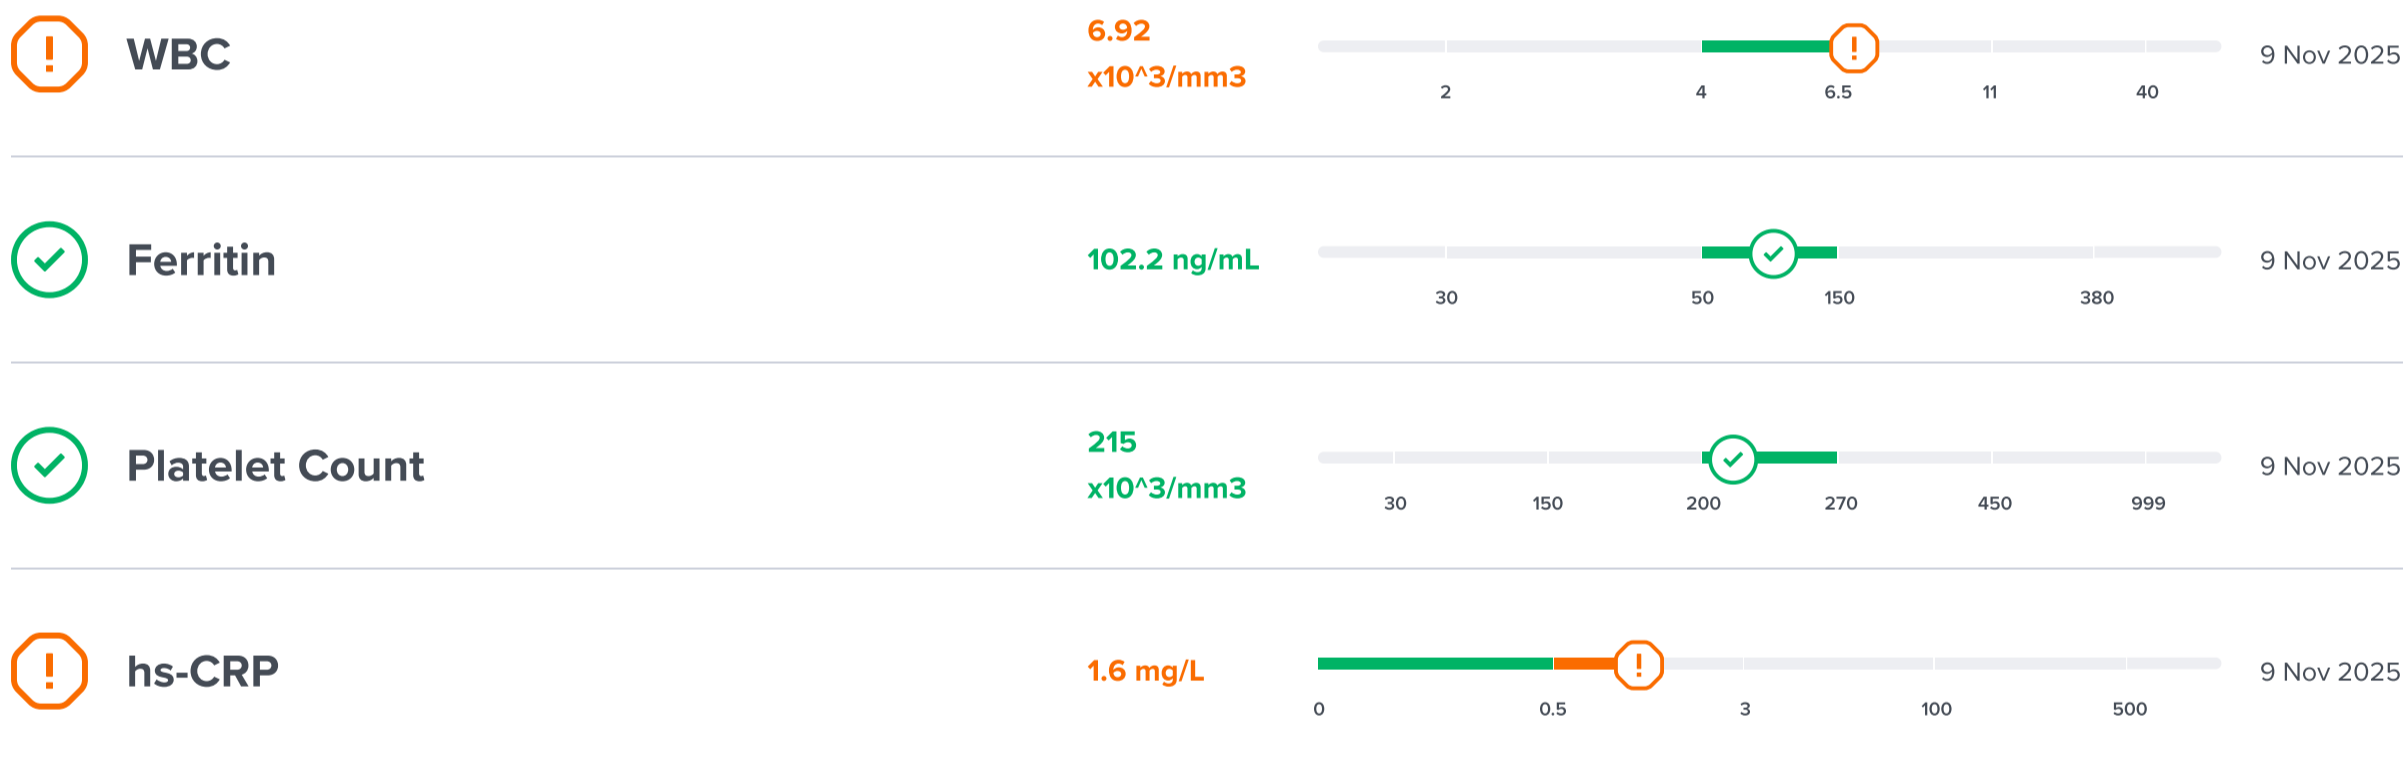 WBC
6.92
x10^3/mm3
2 4 6.5 11 40
9 Nov 2025
Ferritin
102.2 ng/mL
30 50 150 380
9 Nov 2025
Platelet Count
215
x10^3/mm3
30 150 200 270 450 999
9 Nov 2025
hs-CRP
1.6 mg/L
0 0.5 3 100 500
9 Nov 2025